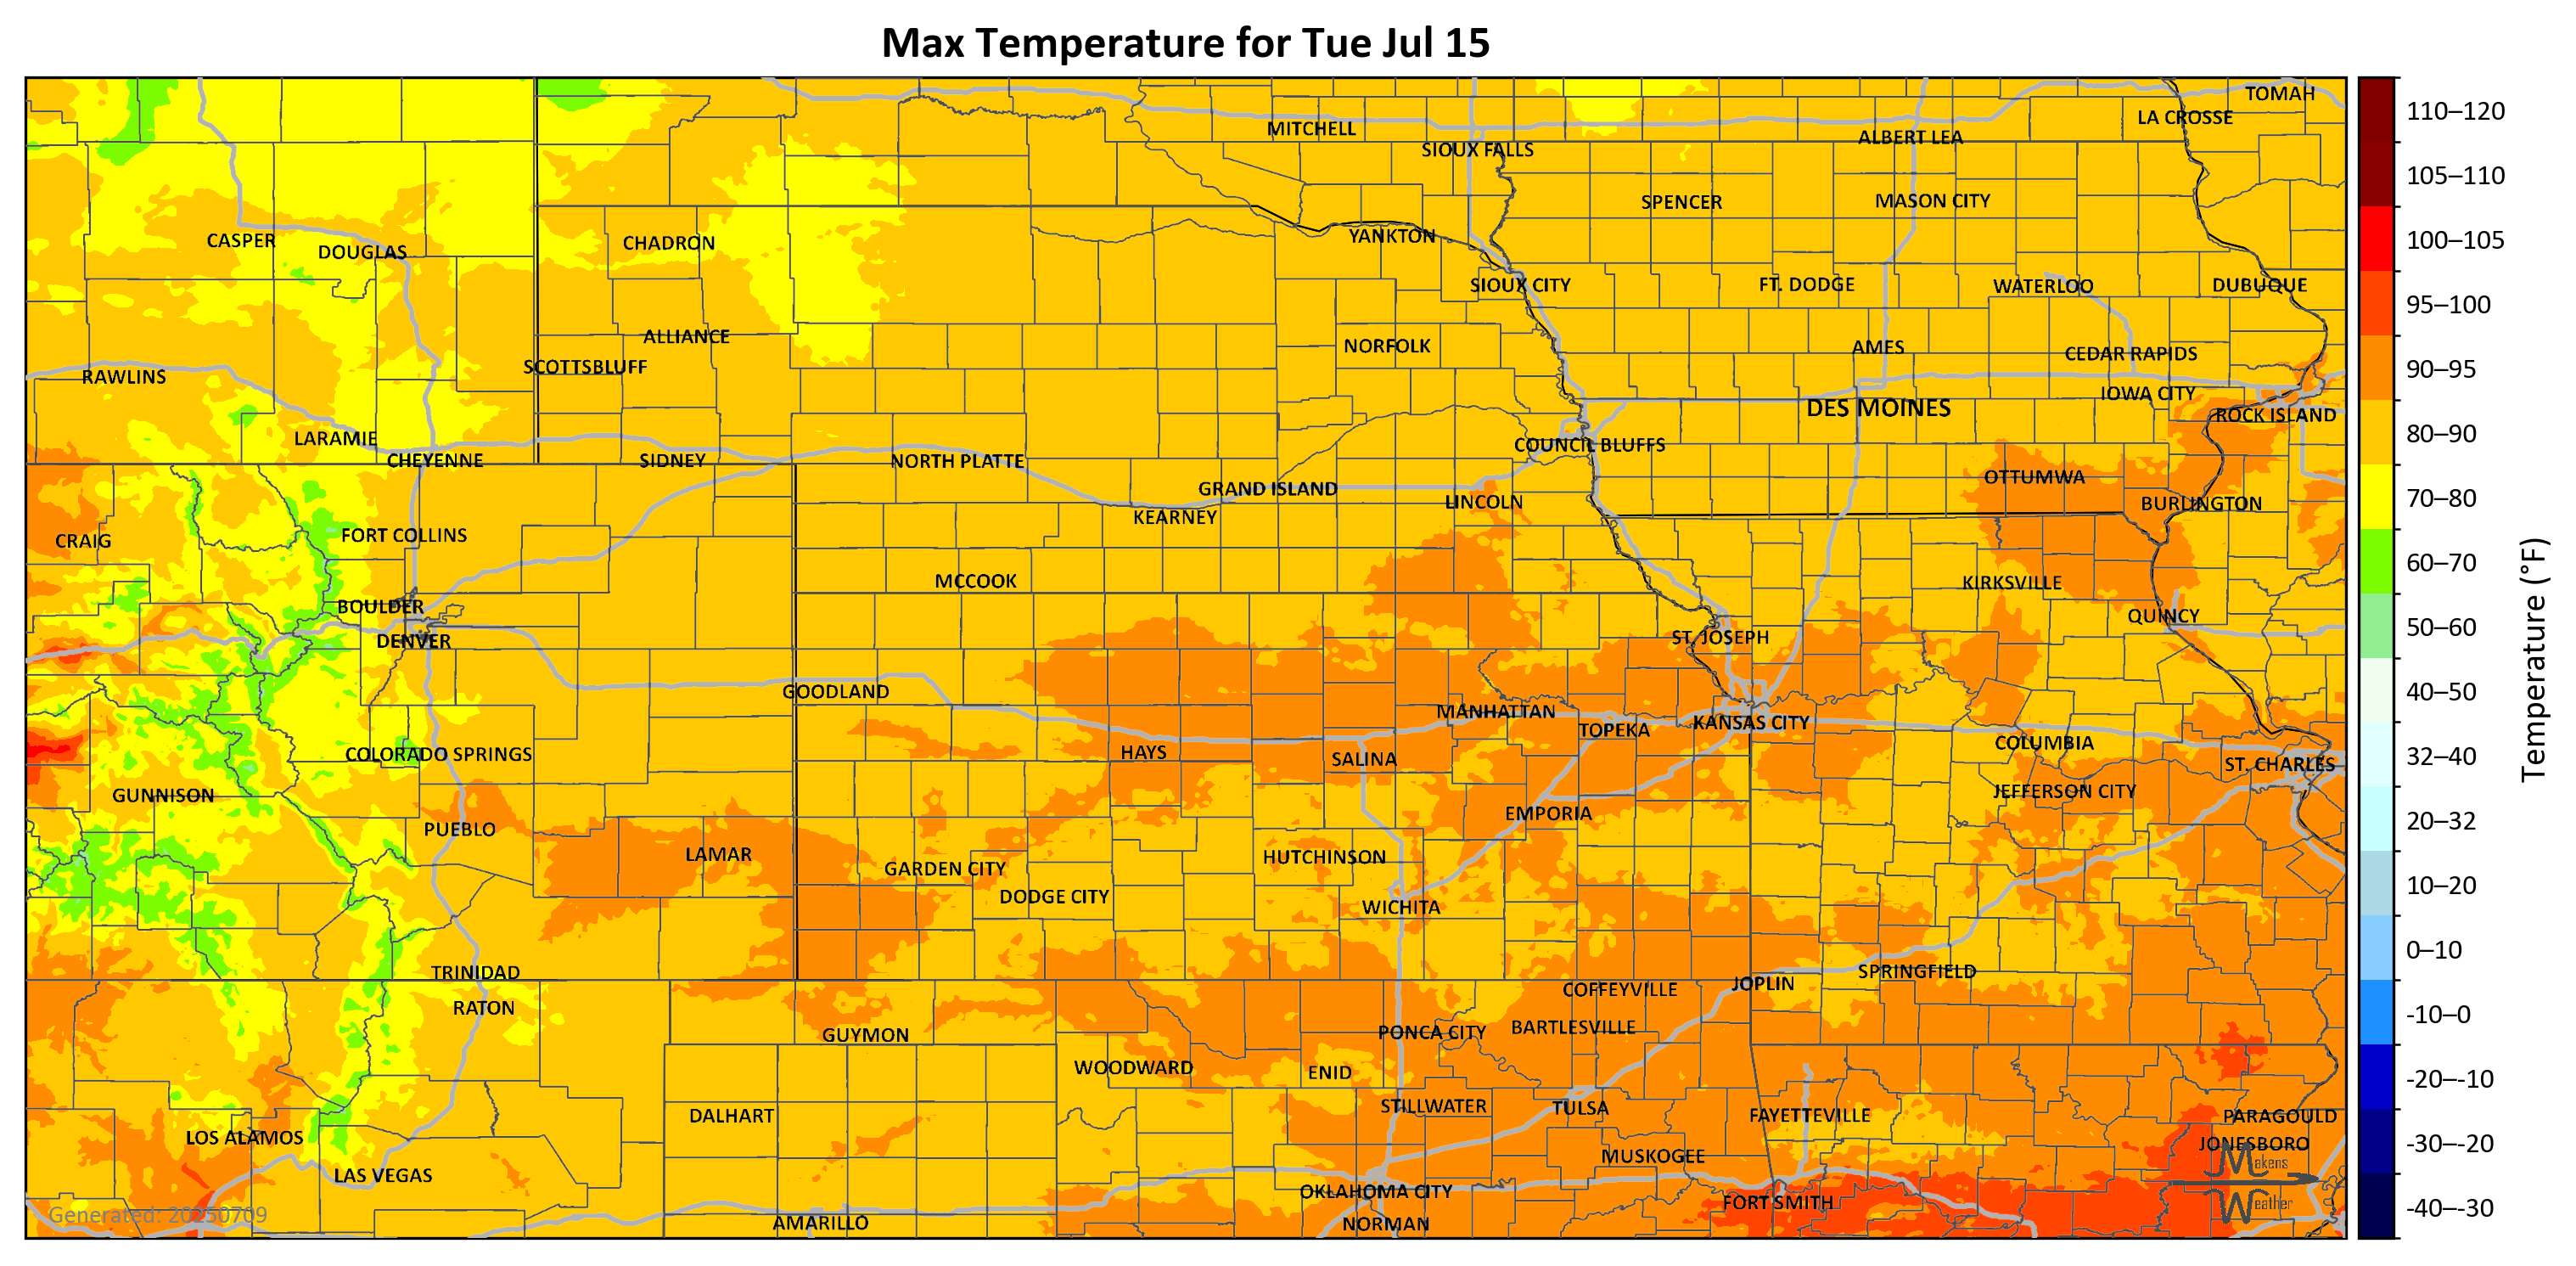 Max Temperature for Tue Jul 15
TOMAH
LA CROSSE
MITCHELL
ALBERT LEA
SIOUX FALLS
SPENCER
MASON CITY
CASPER
DOUGLAS
CHADRON
YANKTON
SIOUX CITY
FT. DODGE
WATERLOO
DUBUQUE
ALLIANCE
NORFOLK
AMES
CEDAR RAPIDS
SCOTTSBLUFF
RAWLINS
IOWA CITY
DES MOINES
ROCK ISLAND
LARAMIE
COUNCIL BLUFFS
CHEYENNE
SIDNEY
NORTH PLATTE
OTTUMWA
GRAND ISLAND
LINCOLN
BURLINGTON
KEARNEY
FORT COLLINS
CRAIG
MCCOOK
KIRKSVILLE
BOULDER
QUINCY
DENVER
ST. JOSEPH
GOODLAND
MANHATTAN
KANSAS CITY
TOPEKA
COLUMBIA
COLORADO SPRINGS
HAYS
SALINA
ST. CHARLES
GUNNISON
JEFFERSON CITY
EMPORIA
PUEBLO
LAMAR
HUTCHINSON
GARDEN CITY
DODGE CITY
WICHITA
TRINIDAD
SPRINGFIELD
JOPLIN
COFFEYVILLE
RATON
BARTLESVILLE
PONCA CITY
GUYMON
WOODWARD
ENID
STILLWATER
TULSA
DALHART
FAYETTEVILLE
PARAGOULD
LOS ALAMOS
JONESBORO
MUSKOGEE
LAS VEGAS
OKLAHOMA CITY
FORT SMITH
AMARILLO
NORMAN
Makens
Weather
Generated: 20250709
110–120
105–110
100–105
95–100
90–95
80–90
70–80
60–70
50–60
40–50
32–40
20–32
10–20
0–10
-10–0
-20–-10
-30–-20
-40–-30
Temperature (°F)